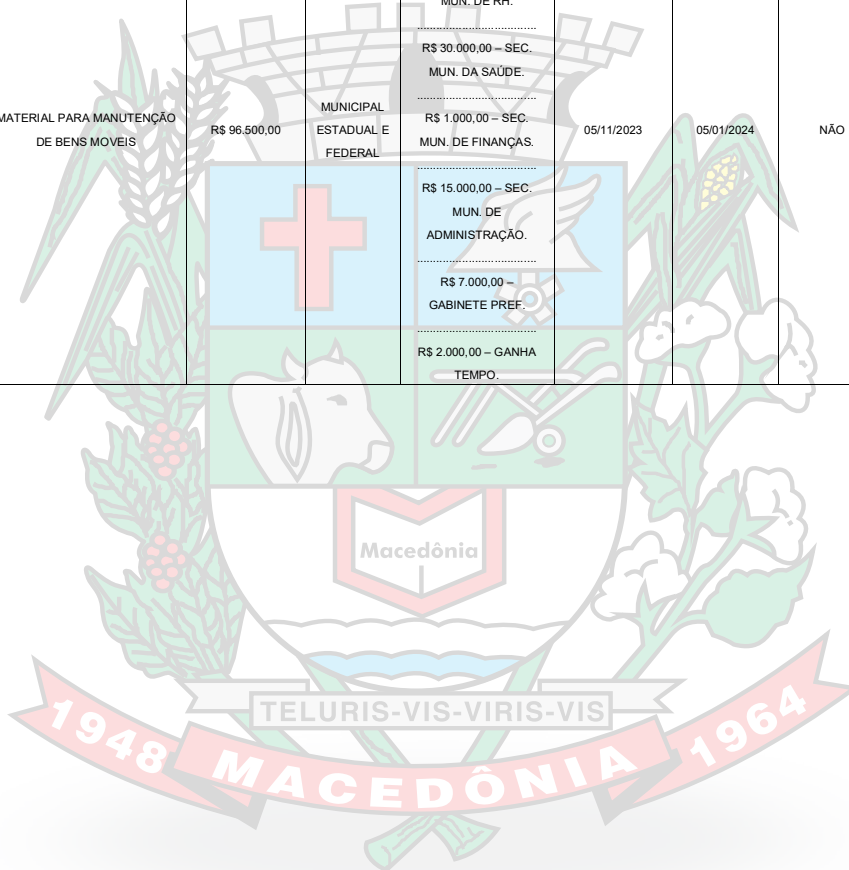 MUN. DE RH.
MATERIAL PARA MANUTENÇÃO
DE BENS MOVEIS
R$ 96.500,00
MUNICIPAL
ESTADUAL E
FEDERAL
........................................
R$ 30.000,00 – SEC.
MUN. DA SAÚDE.
........................................
R$ 1.000,00 – SEC.
MUN. DE FINANÇAS.
........................................
R$ 15.000,00 – SEC.
MUN. DE
ADMINISTRAÇÃO.
........................................
R$ 7.000,00 –
GABINETE PREF.
........................................
R$ 2.000,00 – GANHA
TEMPO.
05/11/2023
05/01/2024
NÃO
Macedônia
TELURIS-VIS-VIRIS-VIS
1948
MACEDÔNIA
1964